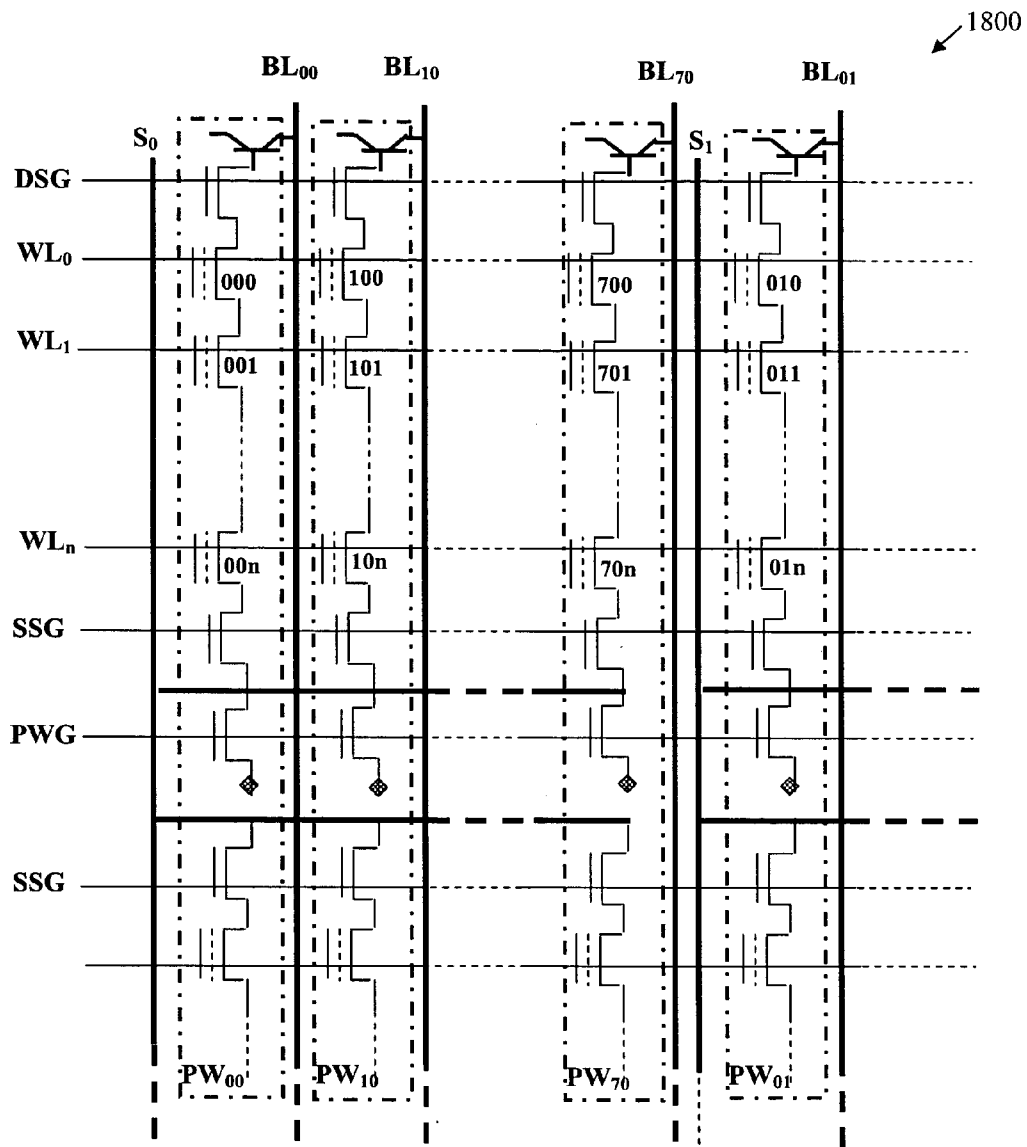 1800
BL₀₀ BL₁₀ BL₇₀ BL₀₁
S₀ S₁
DSG
WL₀
000 100 700 010
WL₁
001 101 701 011
WLₙ
00n 10n 70n 01n
SSG
PWG
SSG
PW₀₀ PW₁₀ PW₇₀ PW₀₁